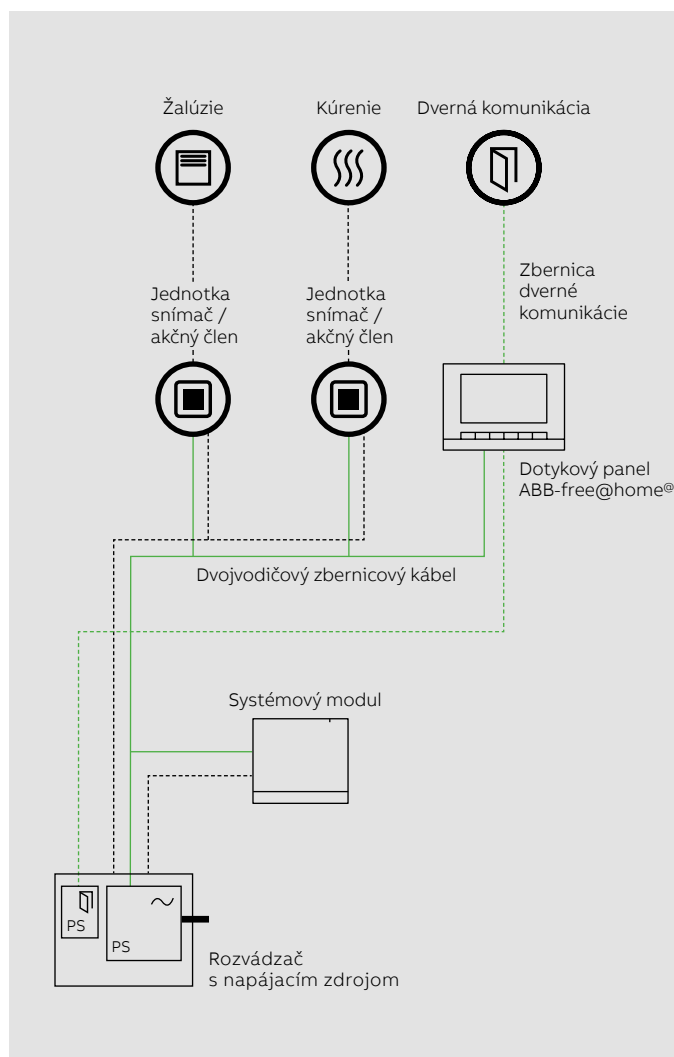 Žalúzie
Kúrenie
Dverná komunikácia
Zbernica
dverné
komunikácie
Jednotka
snímač /
akčný člen
Jednotka
snímač /
akčný člen
Dotykový panel
ABB-free@home@
Dvojvodičový zbernicový kábel
Systémový modul
PS
PS
Rozvádzač
s napájacím zdrojom